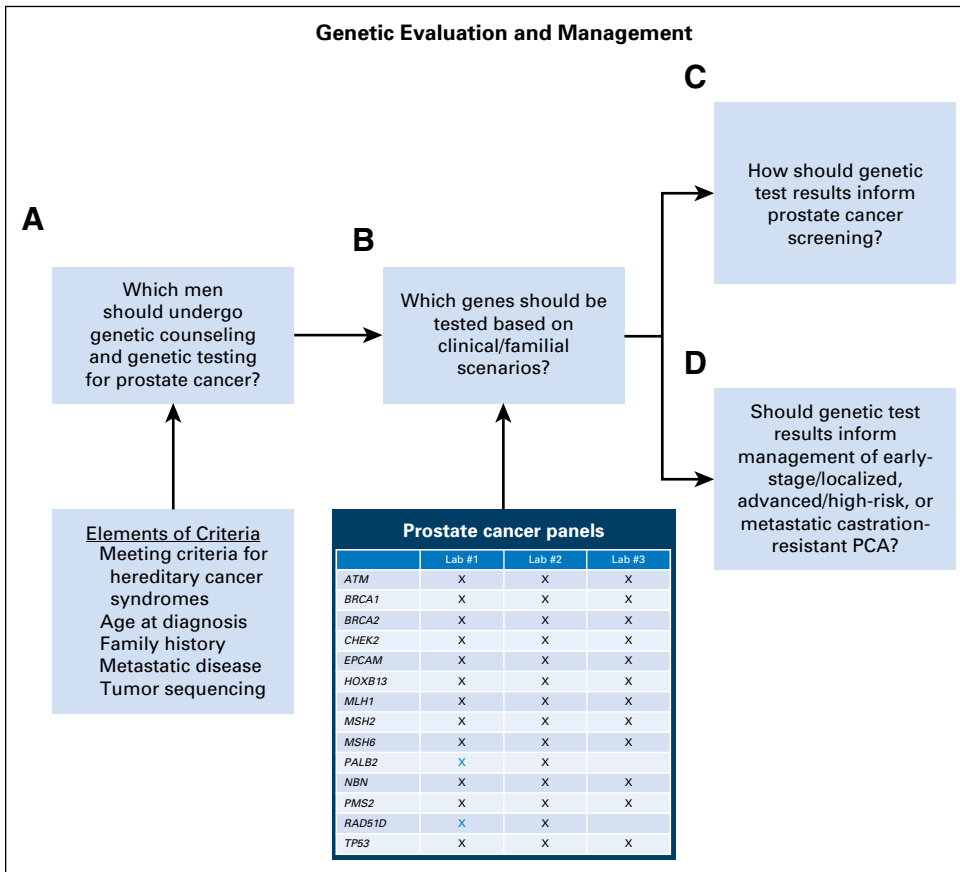 Genetic Evaluation and Management
A
Which men
should undergo
genetic counseling
and genetic testing
for prostate cancer?
Elements of Criteria
Meeting criteria for
hereditary cancer
syndromes
Age at diagnosis
Family history
Metastatic disease
Tumor sequencing
B
Which genes should be
tested based on
clinical/familial
scenarios?
Prostate cancer panels
Lab #1 Lab #2 Lab #3
ATM X X X
BRCA1 X X X
BRCA2 X X X
CHEK2 X X X
EPCAM X X X
HOXB13 X X X
MLH1 X X X
MSH2 X X X
MSH6 X X X
PALB2 X X
NBN X X X
PMS2 X X X
RAD51D X X
TP53 X X X
C
How should genetic
test results inform
prostate cancer
screening?
D
Should genetic test
results inform
management of early-
stage/localized,
advanced/high-risk, or
metastatic castration-
resistant PCA?